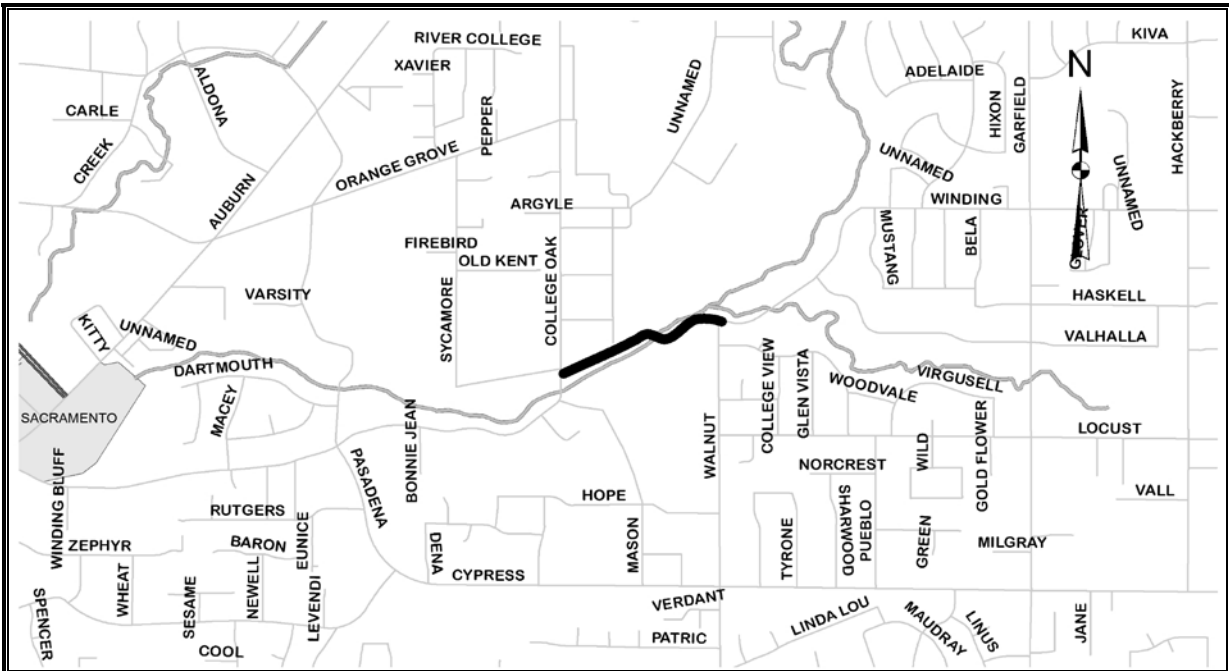 RIVER COLLEGE
KIVA
XAVIER
N
ADELAIDE
ALDONA
CARLE
HIXON
GARFIELD
UNNAMED
PEPPER
HACKBERRY
CREEK
UNNAMED
UNNAMED
ORANGE GROVE
AUBURN
WINDING
ARGYLE
MUSTANG
BELA
FIREBIRD
OLD KENT
COLLEGE OAK
VARSITY
HASKELL
SYCAMORE
KITTY
UNNAMED
VALHALLA
DARTMOUTH
VIRGUSELL
WOODVALE
SACRAMENTO
MACEY
BONNIE JEAN
WALNUT
COLLEGE VIEW
GLEN VISTA
LOCUST
WILD
GOLD FLOWER
NORCREST
PASADENA
WINDING BLUFF
HOPE
VALL
RUTGERS
EUNICE
SHARWOOD
PUEBLO
GREEN
ZEPHYR
BARON
MILGRAY
DENA
MASON
TYRONE
CYPRESS
WHEAT
SESAME
NEWELL
LEVENDI
SPENCER
VERDANT
LINDA LOU
MAUDRAY
LINUS
JANE
PATRIC
COOL